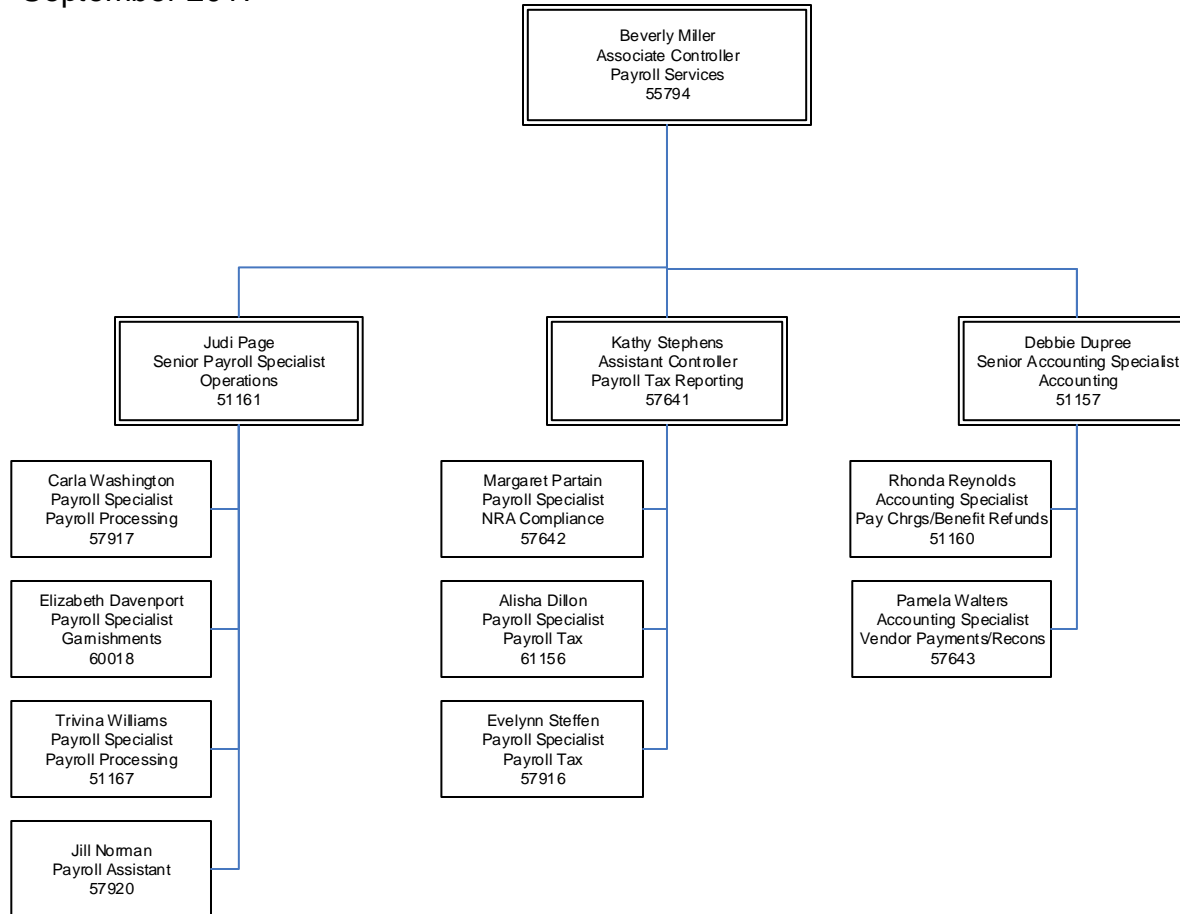 Beverly Miller
Associate Controller
Payroll Services
55794
Judi Page
Senior Payroll Specialist
Operations
51161
Kathy Stephens
Assistant Controller
Payroll Tax Reporting
57641
Debbie Dupree
Senior Accounting Specialist
Accounting
51157
Carla Washington
Payroll Specialist
Payroll Processing
57917
Margaret Partain
Payroll Specialist
NRA Compliance
57642
Rhonda Reynolds
Accounting Specialist
Pay Chrgs/Benefit Refunds
51160
Elizabeth Davenport
Payroll Specialist
Garnishments
60018
Alisha Dillon
Payroll Specialist
Payroll Tax
61156
Pamela Walters
Accounting Specialist
Vendor Payments/Recons
57643
Trivina Williams
Payroll Specialist
Payroll Processing
51167
Evelynn Steffen
Payroll Specialist
Payroll Tax
57916
Jill Norman
Payroll Assistant
57920